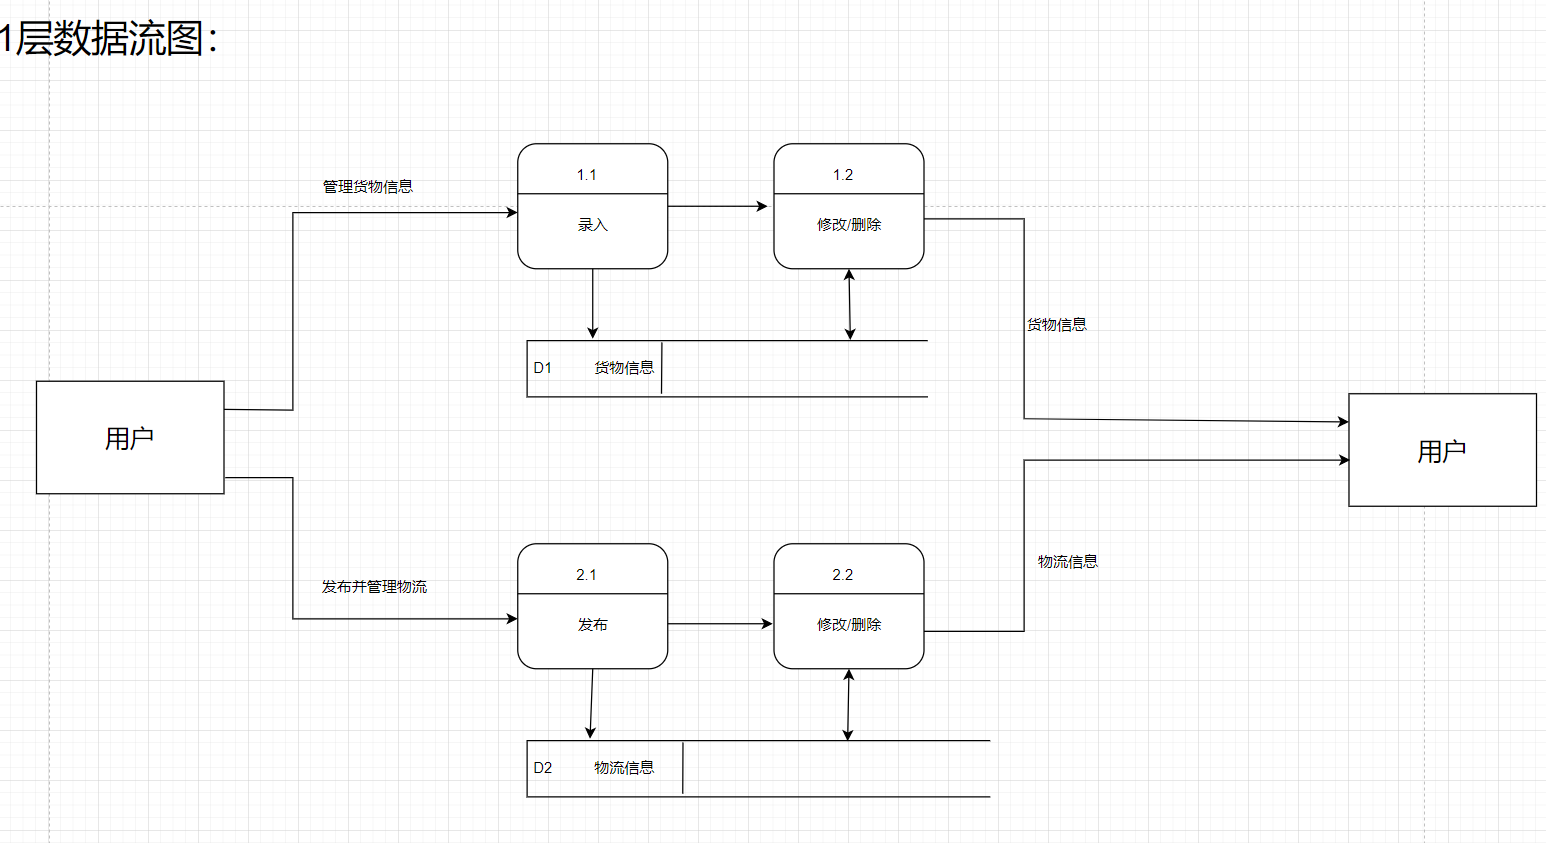 1层数据流图：
管理货物信息
1.1
录入
1.2
修改/删除
货物信息
D1 货物信息
用户
用户
发布并管理物流
2.1
发布
2.2
修改/删除
物流信息
D2 物流信息